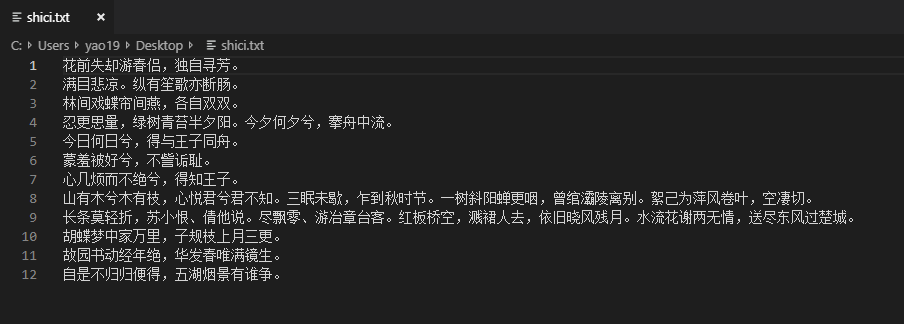 shici.txt ×
C: Users yao19 Desktop shici.txt
1 花前失却游春侣，独自寻芳。
2 满目悲凉。纵有笙歌亦断肠。
3 林间戏蝶帘间燕，各自双双。
4 忍更思量，绿树青苔半夕阳。今夕何夕兮，搴舟中流。
5 今日何日兮，得与王子同舟。
6 蒙羞被好兮，不訾诟耻。
7 心几烦而不绝兮，得知王子。
8 山有木兮木有枝，心悦君兮君不知。三眠未歇，乍到秋时节。一树斜阳蝉更咽，曾绾灞陵离别。絮己为萍风卷叶，空凄切。
9 长条莫轻折，苏小恨、倩他说。尽飘零、游冶章台客。红板桥空，溅裙人去，依旧晓风残月。水流花谢两无情，送尽东风过楚城。
10 胡蝶梦中家万里，子规枝上月三更。
11 故园书动经年绝，华发春唯满镜生。
12 自是不归归便得，五湖烟景有谁争。